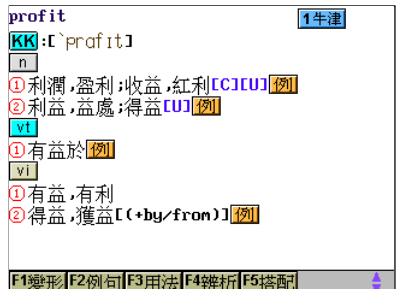 profit 1牛津
KK:[`prɑfɪt]
n
①利潤,盈利;收益,紅利[C][U]例
②利益,益處;得益[U]例
vt
①有益於例
vi
①有益,有利
②得益,獲益[(+by/from)]例
F1變形 F2例句 F3用法 F4辨析 F5搭配